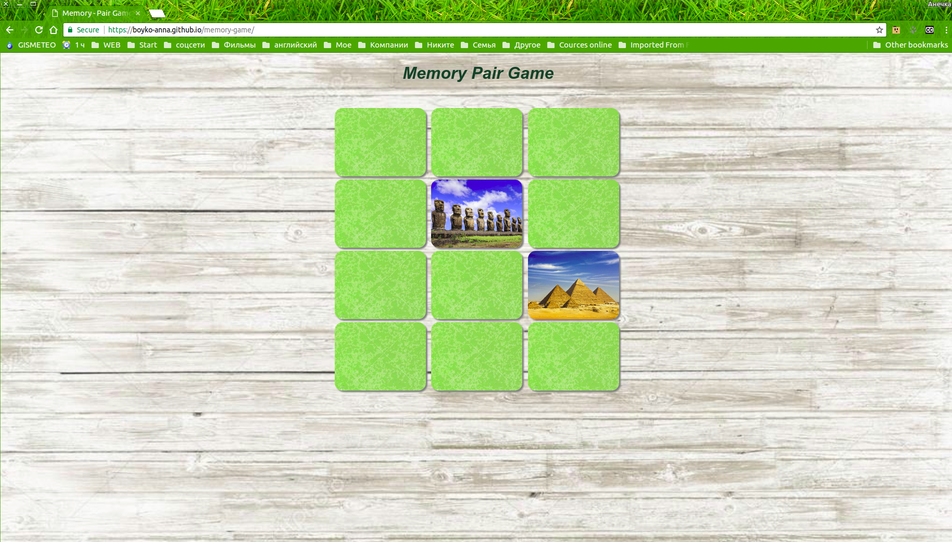 Анечка
Memory - Pair Gam
Secure https://boyko-anna.github.io/memory-game/
GISMETEO 1 ч WEB Start соцсети Фильмы английский Мое Компании Никите Семья Другое Cources online Imported From Other bookmarks
Memory Pair Game